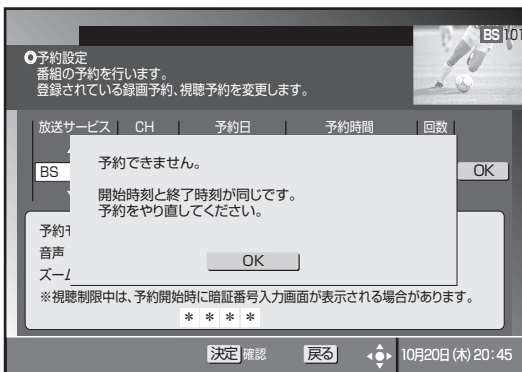 BS 101
予約設定
番組の予約を行います。
登録されている録画予約、視聴予約を変更します。
放送サービス CH 予約日 予約時間 回数
BS
OK
予約できません。
開始時刻と終了時刻が同じです。
予約をやり直してください。
OK
音声
※視聴制限中は、予約開始時に暗証番号入力画面が表示される場合があります。
* * * *
決定 確認 戻る 10月20日(木)20:45